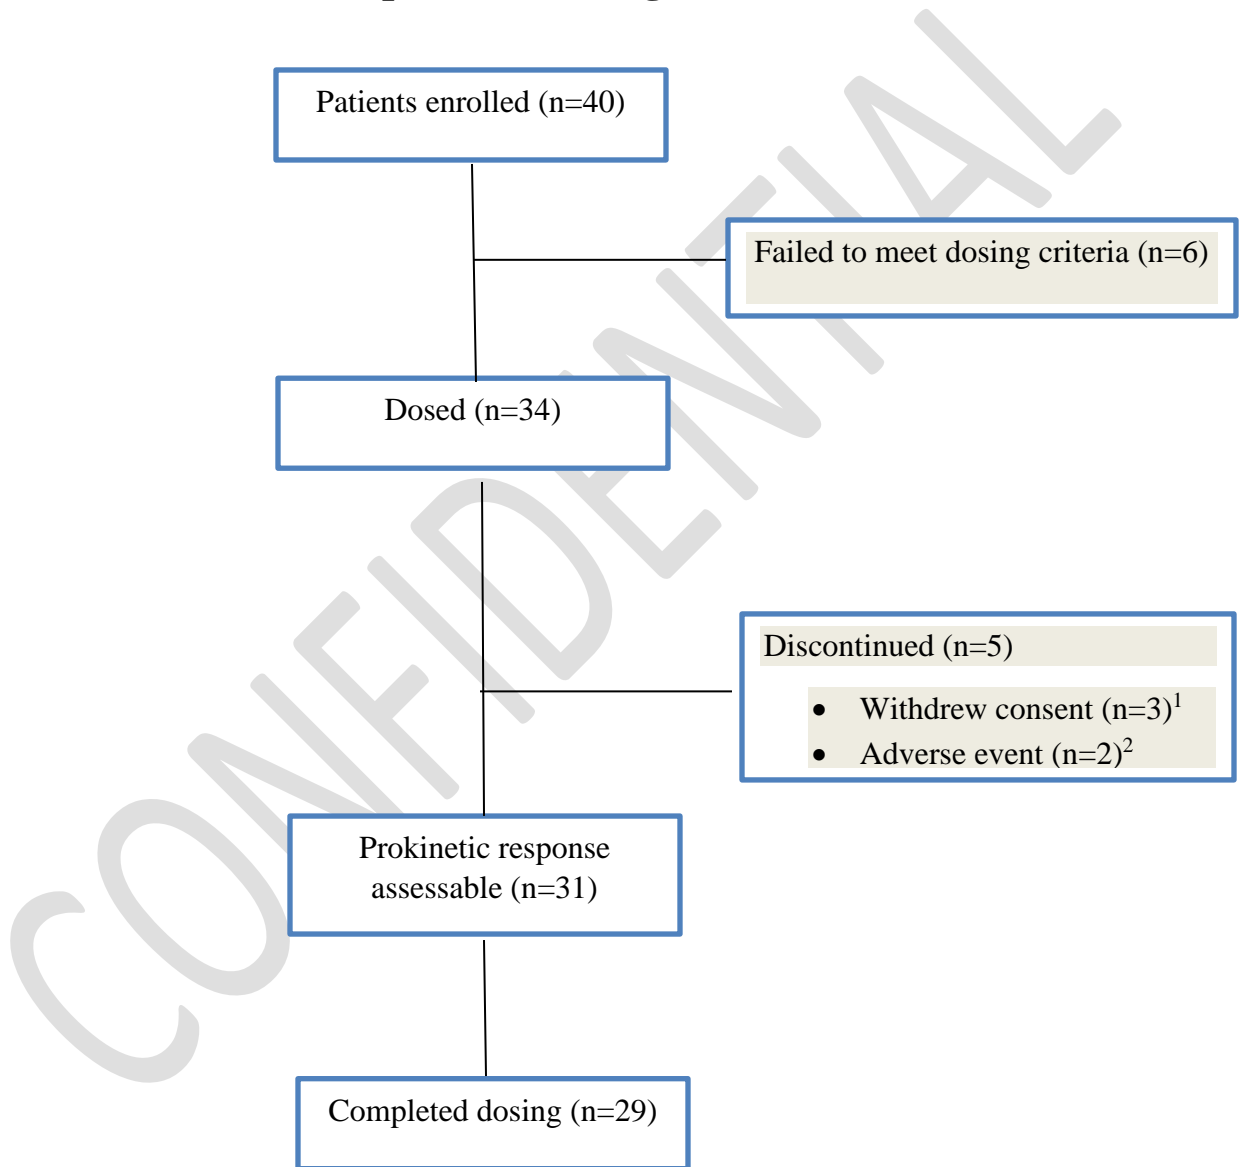 Patients enrolled (n=40)
Failed to meet dosing criteria (n=6)
Dosed (n=34)
Discontinued (n=5)
• Withdrew consent (n=3)1
• Adverse event (n=2)2
Prokinetic response
assessable (n=31)
Completed dosing (n=29)
CONFIDENTIAL